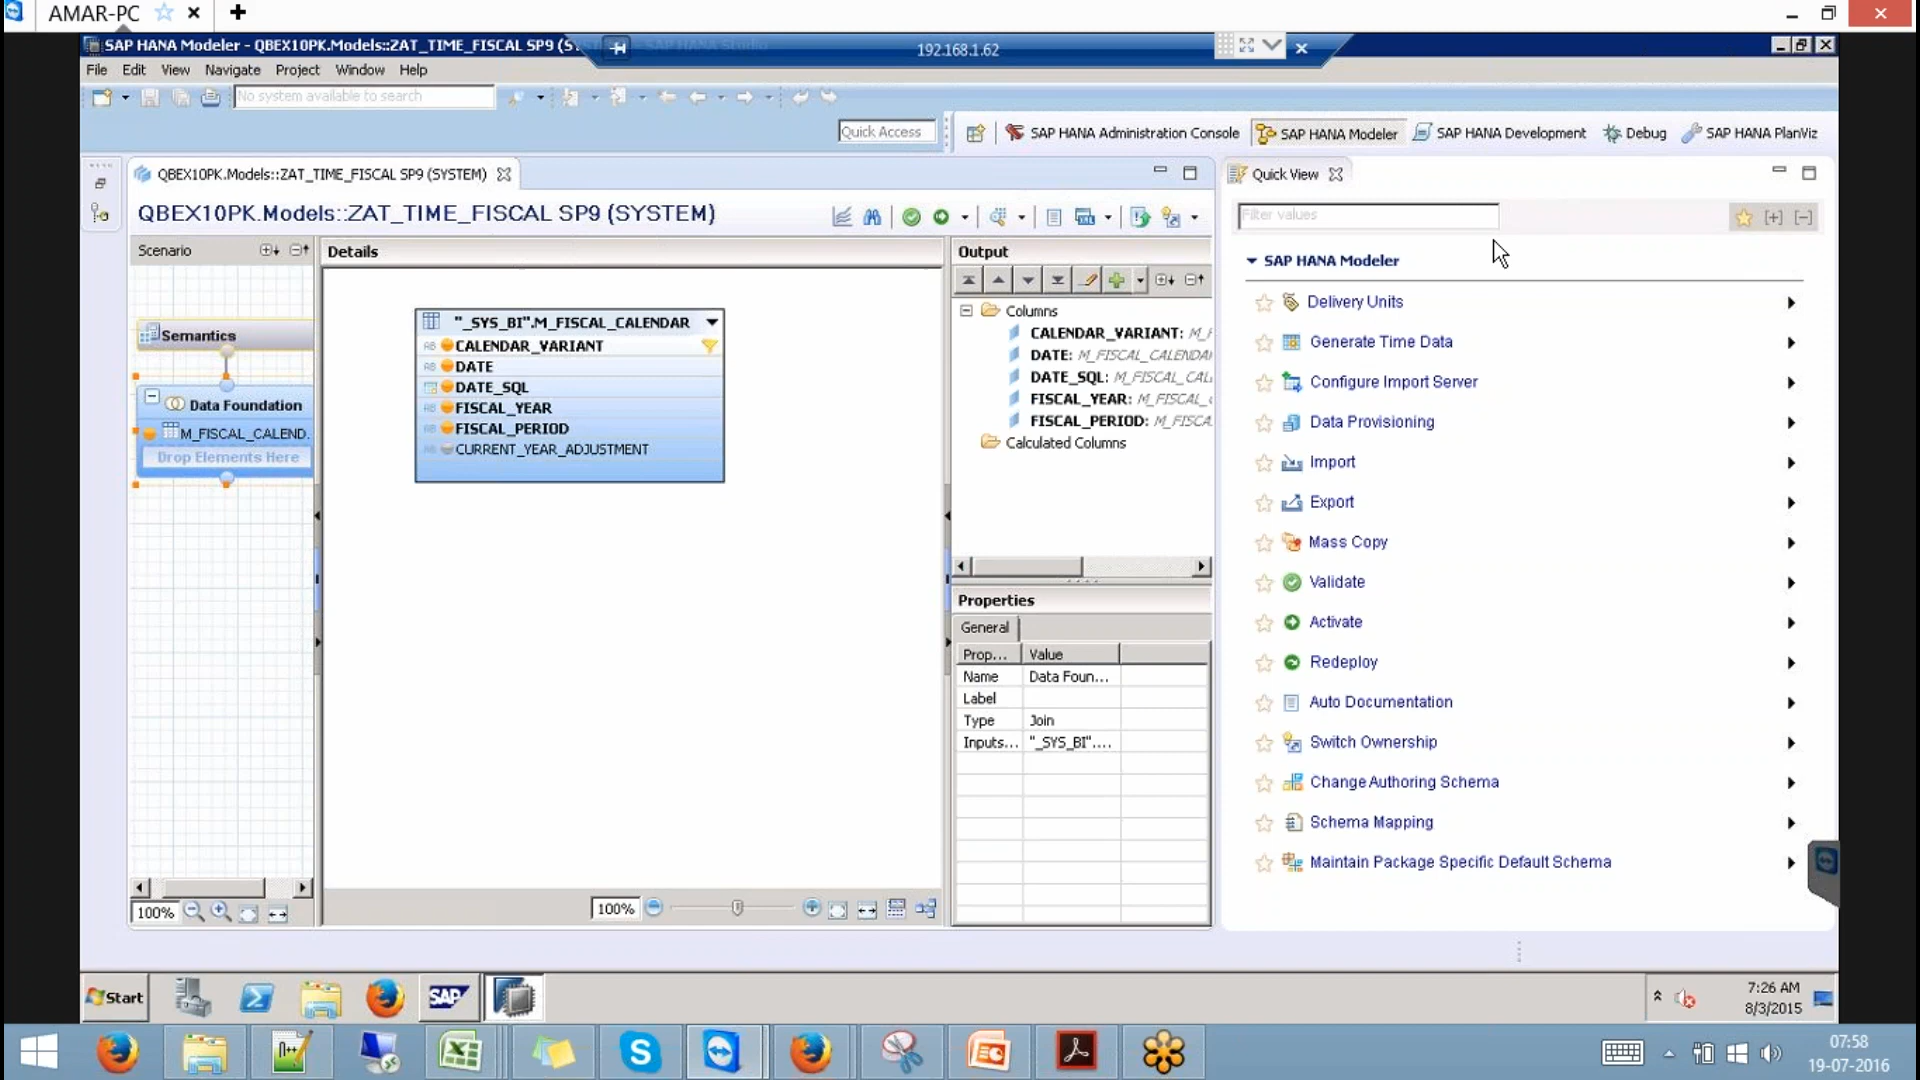 AMAR-PC
SAP HANA Modeler - QBEX10PK.Models::ZAT_TIME_FISCAL SP9 (S
192.168.1.62
File Edit View Navigate Project Window Help
No system available to search
Quick Access
SAP HANA Administration Console
SAP HANA Modeler
SAP HANA Development
Debug
SAP HANA PlanViz
QBEX10PK.Models::ZAT_TIME_FISCAL SP9 (SYSTEM)
QBEX10PK.Models::ZAT_TIME_FISCAL SP9 (SYSTEM)
Scenario
Semantics
Data Foundation
M_FISCAL_CALEND.
Drop Elements Here
100%
Details
"_SYS_BI".M_FISCAL_CALENDAR
CALENDAR_VARIANT
DATE
DATE_SQL
FISCAL_YEAR
FISCAL_PERIOD
CURRENT_YEAR_ADJUSTMENT
100%
Output
Columns
CALENDAR_VARIANT: M_F
DATE: M_FISCAL_CALENDA
DATE_SQL: M_FISCAL_CAL
FISCAL_YEAR: M_FISCAL_
FISCAL_PERIOD: M_FISCA
Calculated Columns
Properties
General
Prop... Value
Name Data Foun...
Label
Type Join
Inputs... "_SYS_BI"....
Quick View
Filter values
SAP HANA Modeler
Delivery Units
Generate Time Data
Configure Import Server
Data Provisioning
Import
Export
Mass Copy
Validate
Activate
Redeploy
Auto Documentation
Switch Ownership
Change Authoring Schema
Schema Mapping
Maintain Package Specific Default Schema
Start
SAP
7:26 AM
8/3/2015
07:58
19-07-2016